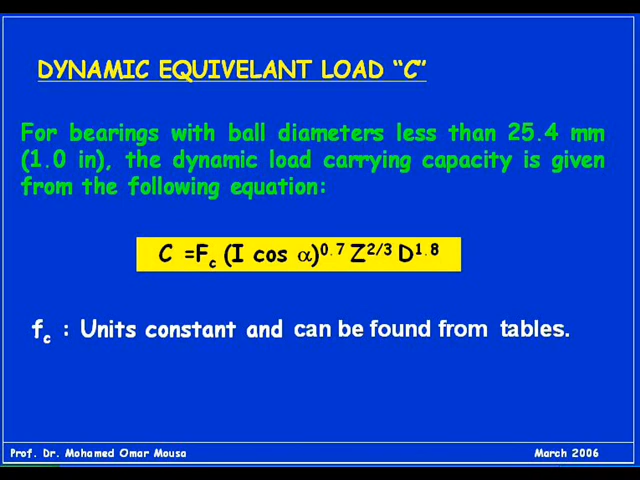 DYNAMIC EQUIVELANT LOAD “C”
For bearings with ball diameters less than 25.4 mm
(1.0 in), the dynamic load carrying capacity is given
from the following equation:
C =Fc (I cos α)^0.7 Z^2/3 D^1.8
fc : Units constant and can be found from tables.
Prof. Dr. Mohamed Omar Mousa March 2006